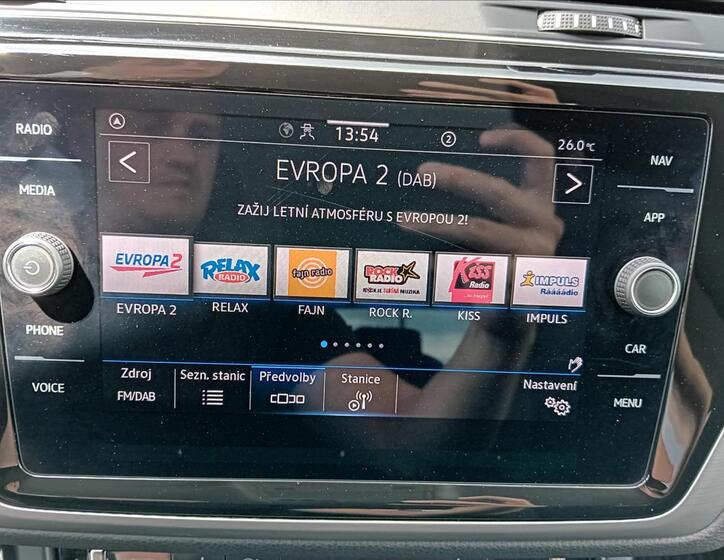 RADIO
MEDIA
PHONE
VOICE
13:54
2
26.0 °C
EVROPA 2 (DAB)
ZAŽIJ LETNÍ ATMOSFÉRU S EVROPOU 2!
EVROPA 2
RELAX RADIO
fajn radio
ROCK RADIO
KISS Radio
IMPULS
Ráááádio
EVROPA 2
RELAX
FAJN
ROCK R.
KISS
IMPULS
Zdroj
FM/DAB
Sezn. stanic
Předvolby
Stanice
Nastavení
NAV
APP
CAR
MENU